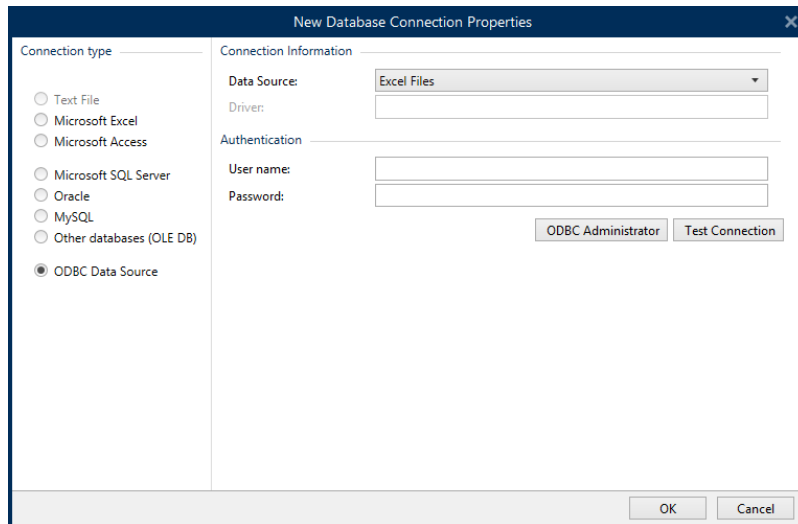 New Database Connection Properties
Connection type
Text File
Microsoft Excel
Microsoft Access
Microsoft SQL Server
Oracle
MySQL
Other databases (OLE DB)
ODBC Data Source
Connection Information
Data Source: Excel Files
Driver:
Authentication
User name:
Password:
ODBC Administrator Test Connection
OK Cancel